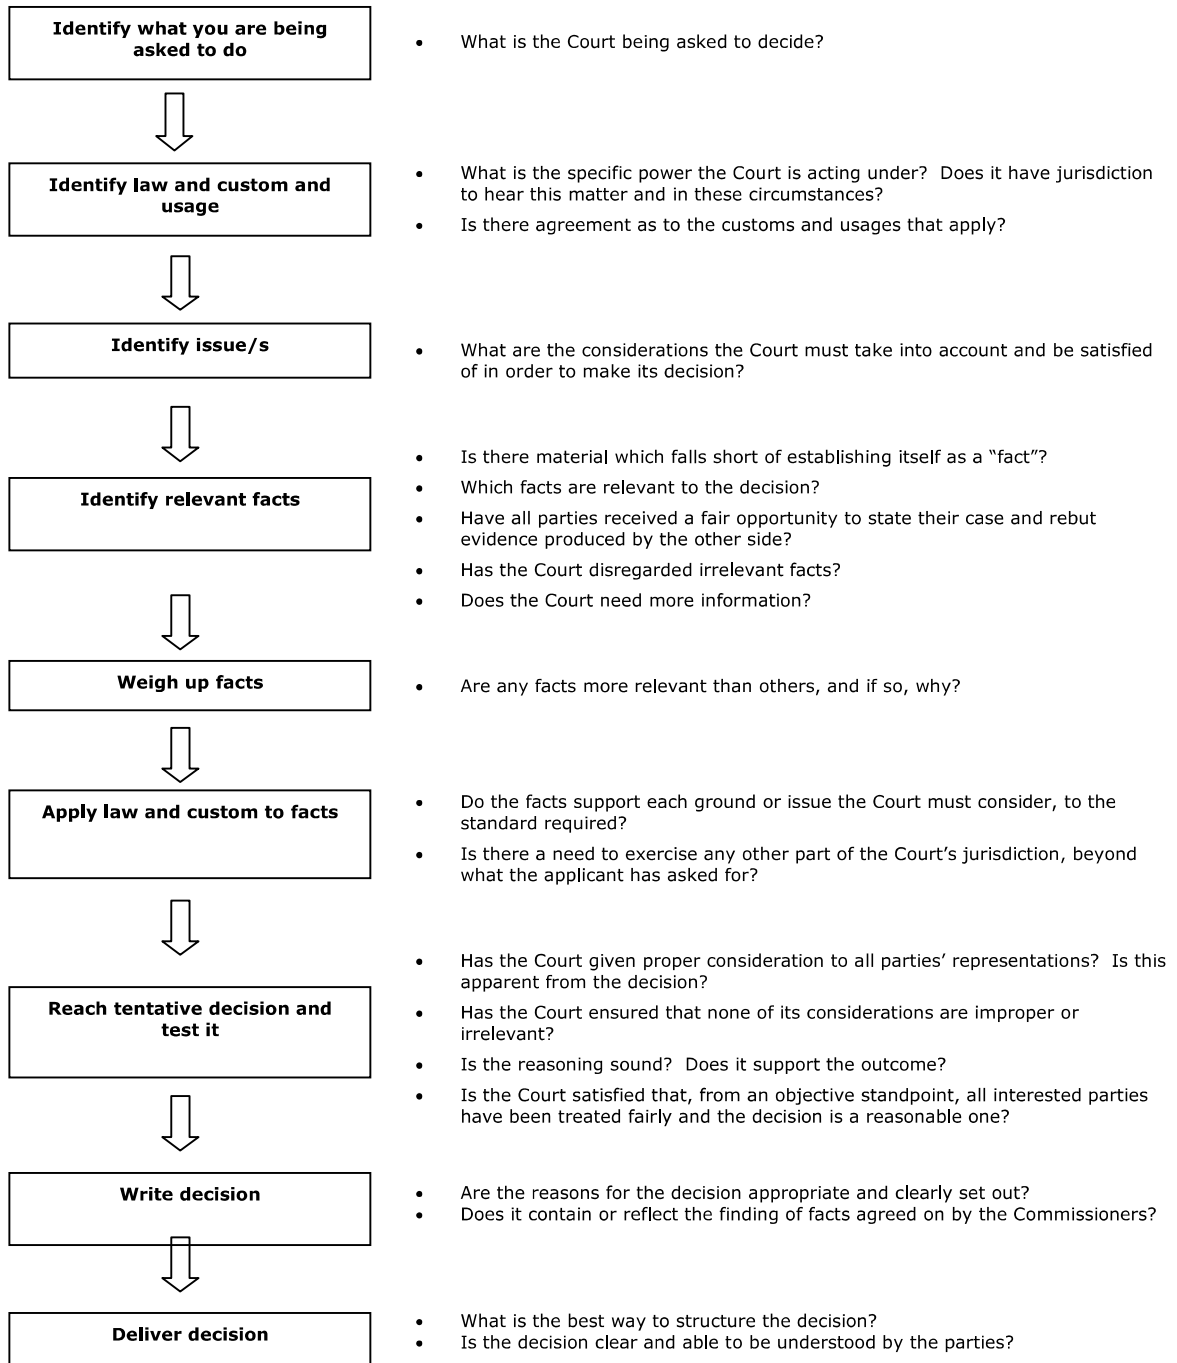 Identify what you are being
asked to do
• What is the Court being asked to decide?
Identify law and custom and
usage
• What is the specific power the Court is acting under?  Does it have jurisdiction
to hear this matter and in these circumstances?
• Is there agreement as to the customs and usages that apply?
Identify issue/s
• What are the considerations the Court must take into account and be satisfied
of in order to make its decision?
Identify relevant facts
• Is there material which falls short of establishing itself as a “fact”?
• Which facts are relevant to the decision?
• Have all parties received a fair opportunity to state their case and rebut
evidence produced by the other side?
• Has the Court disregarded irrelevant facts?
• Does the Court need more information?
Weigh up facts
• Are any facts more relevant than others, and if so, why?
Apply law and custom to facts
• Do the facts support each ground or issue the Court must consider, to the
standard required?
• Is there a need to exercise any other part of the Court’s jurisdiction, beyond
what the applicant has asked for?
Reach tentative decision and
test it
• Has the Court given proper consideration to all parties’ representations?  Is this
apparent from the decision?
• Has the Court ensured that none of its considerations are improper or
irrelevant?
• Is the reasoning sound?  Does it support the outcome?
• Is the Court satisfied that, from an objective standpoint, all interested parties
have been treated fairly and the decision is a reasonable one?
Write decision
• Are the reasons for the decision appropriate and clearly set out?
• Does it contain or reflect the finding of facts agreed on by the Commissioners?
Deliver decision
• What is the best way to structure the decision?
• Is the decision clear and able to be understood by the parties?